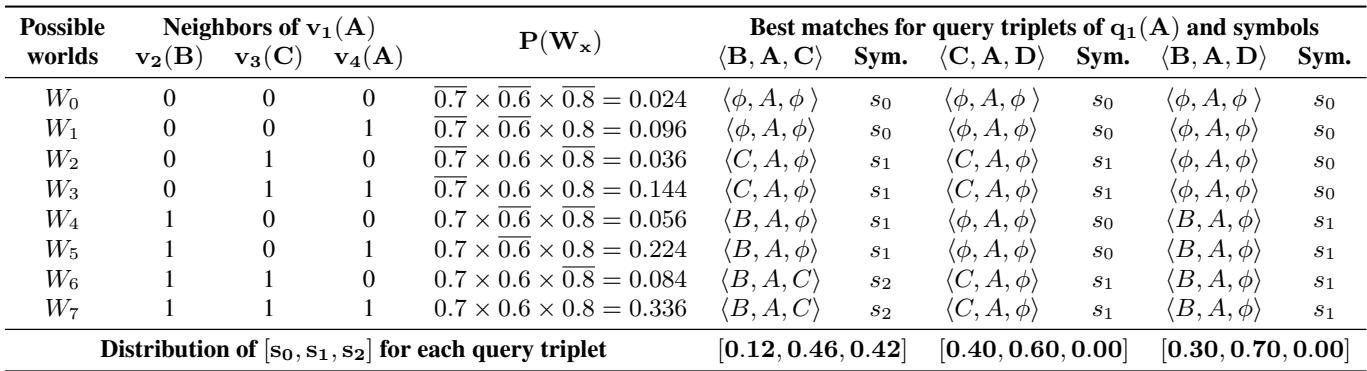 Possible Neighbors of v₁(A) P(Wₓ) Best matches for query triplets of q₁(A) and symbols
worlds v₂(B) v₃(C) v₄(A) ⟨B, A, C⟩ Sym. ⟨C, A, D⟩ Sym. ⟨B, A, D⟩ Sym.
W₀ 0 0 0 0.7̅ × 0.6̅ × 0.8̅ = 0.024 ⟨ϕ, A, ϕ ⟩ s₀ ⟨ϕ, A, ϕ ⟩ s₀ ⟨ϕ, A, ϕ ⟩ s₀
W₁ 0 0 1 0.7̅ × 0.6̅ × 0.8 = 0.096 ⟨ϕ, A, ϕ⟩ s₀ ⟨ϕ, A, ϕ⟩ s₀ ⟨ϕ, A, ϕ⟩ s₀
W₂ 0 1 0 0.7̅ × 0.6 × 0.8̅ = 0.036 ⟨C, A, ϕ⟩ s₁ ⟨C, A, ϕ⟩ s₁ ⟨ϕ, A, ϕ⟩ s₀
W₃ 0 1 1 0.7̅ × 0.6 × 0.8 = 0.144 ⟨C, A, ϕ⟩ s₁ ⟨C, A, ϕ⟩ s₁ ⟨ϕ, A, ϕ⟩ s₀
W₄ 1 0 0 0.7 × 0.6̅ × 0.8̅ = 0.056 ⟨B, A, ϕ⟩ s₁ ⟨ϕ, A, ϕ⟩ s₀ ⟨B, A, ϕ⟩ s₁
W₅ 1 0 1 0.7 × 0.6̅ × 0.8 = 0.224 ⟨B, A, ϕ⟩ s₁ ⟨ϕ, A, ϕ⟩ s₀ ⟨B, A, ϕ⟩ s₁
W₆ 1 1 0 0.7 × 0.6 × 0.8̅ = 0.084 ⟨B, A, C⟩ s₂ ⟨C, A, ϕ⟩ s₁ ⟨B, A, ϕ⟩ s₁
W₇ 1 1 1 0.7 × 0.6 × 0.8 = 0.336 ⟨B, A, C⟩ s₂ ⟨C, A, ϕ⟩ s₁ ⟨B, A, ϕ⟩ s₁
Distribution of [s₀, s₁, s₂] for each query triplet [0.12, 0.46, 0.42] [0.40, 0.60, 0.00] [0.30, 0.70, 0.00]